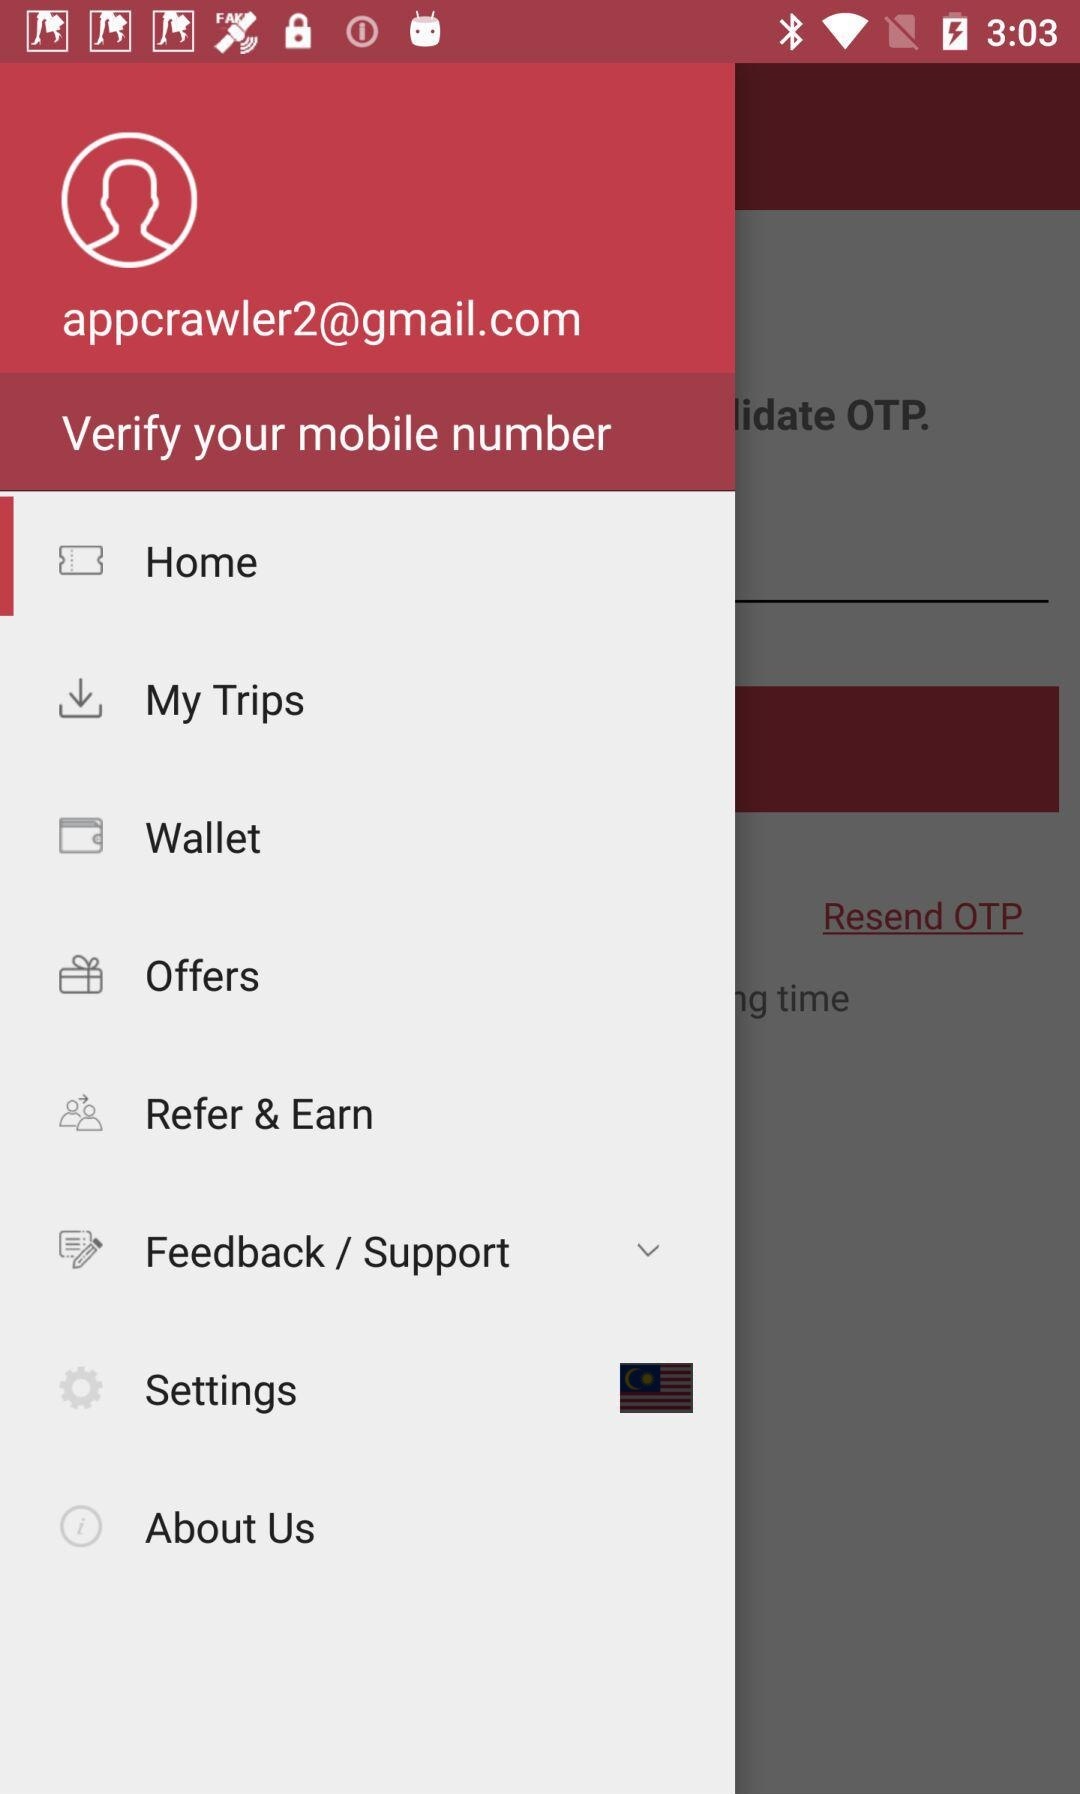 FAKE
3:03
appcrawler2@gmail.com
Verify your mobile number
lidate OTP.
Home
My Trips
Wallet
Resend OTP
Offers
ng time
Refer & Earn
Feedback / Support
Settings
About Us